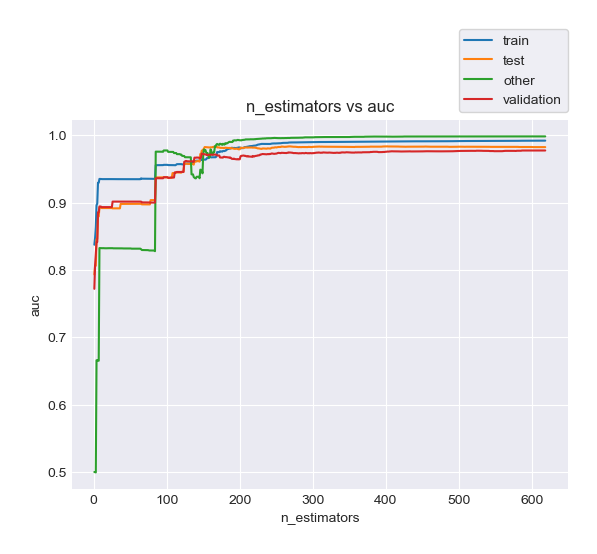 train
test
other
validation
n_estimators vs auc
1.0
0.9
0.8
0.7
0.6
0.5
auc
0 100 200 300 400 500 600
n_estimators